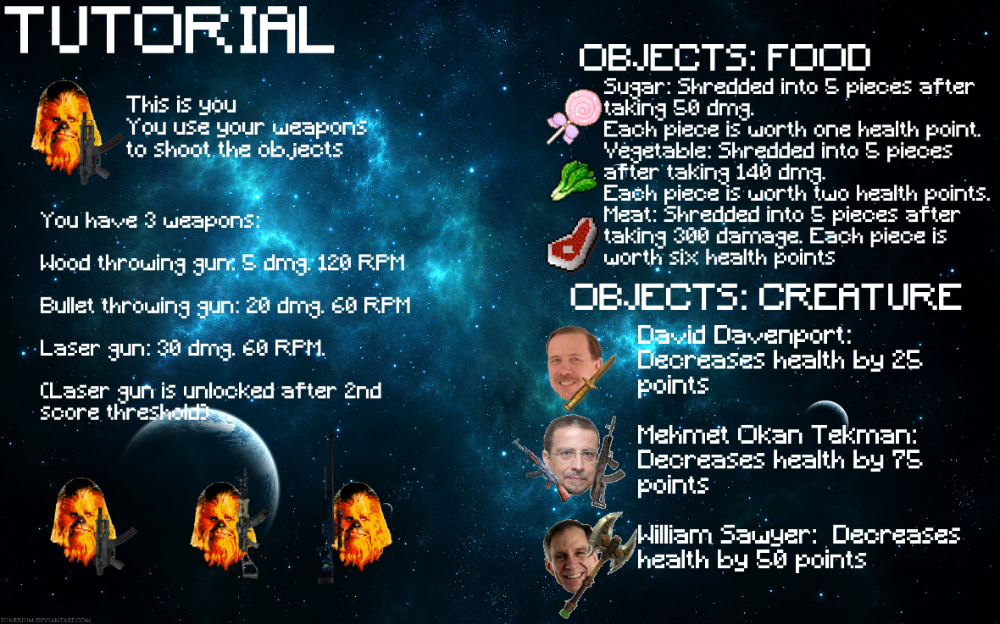 TUTORIAL
This is you
You use your weapons
to shoot the objects
You have 3 weapons:
Wood throwing gun: 5 dmg. 120 RPM
Bullet throwing gun: 20 dmg. 60 RPM
Laser gun: 30 dmg. 60 RPM.
(Laser gun is unlocked after 2nd
score threshold)
OBJECTS: FOOD
Sugar: Shredded into 5 pieces after
taking 50 dmg.
Each piece is worth one health point.
Vegetable: Shredded into 5 pieces
after taking 140 dmg.
Each piece is worth two health points.
Meat: Shredded into 5 pieces after
taking 300 damage. Each piece is
worth six health points
OBJECTS: CREATURE
David Davenport:
Decreases health by 25
points
Mehmet Okan Tekman:
Decreases health by 75
points
William Sawyer: Decreases
health by 50 points
FUNERIUM.DEVIANTART.COM